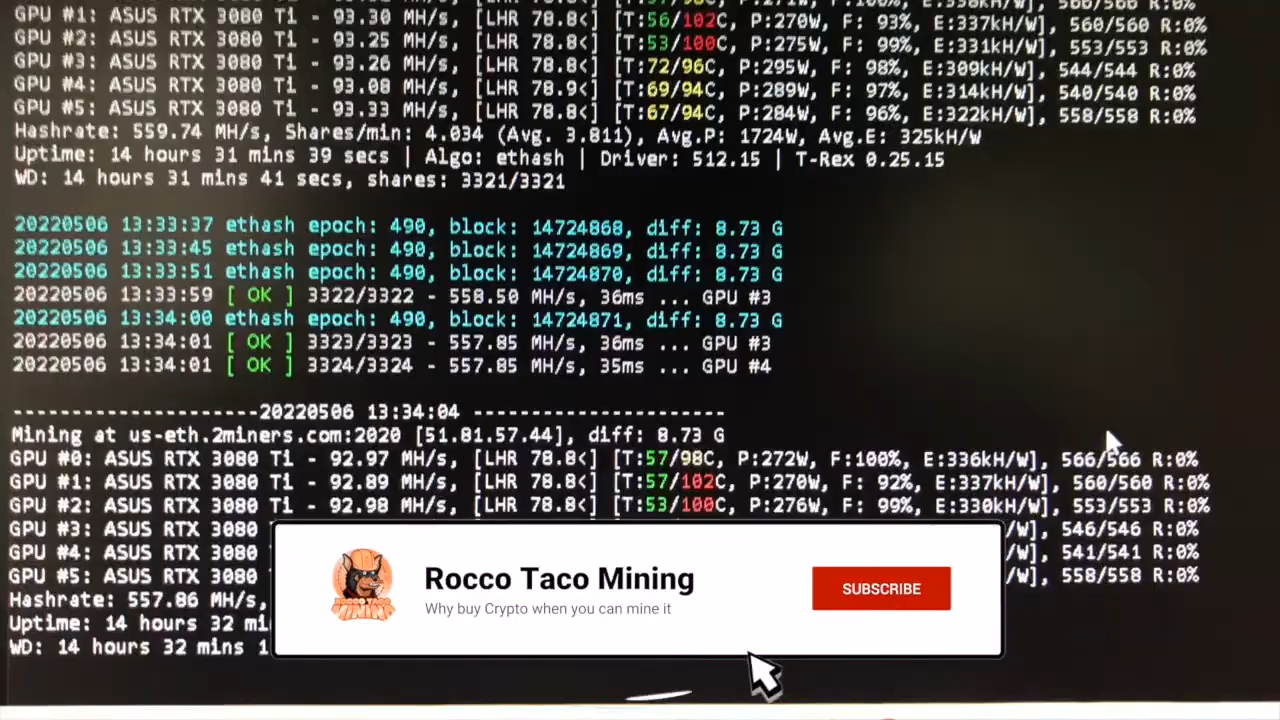 GPU #1: ASUS RTX 3080 Ti - 93.30 MH/s, [LHR 78.8<] [T:56/102C, P:270W, F: 93%, E:337kH/W], 560/560 R:0%
GPU #2: ASUS RTX 3080 Ti - 93.25 MH/s, [LHR 78.8<] [T:53/100C, P:275W, F: 99%, E:331kH/W], 553/553 R:0%
GPU #3: ASUS RTX 3080 Ti - 93.26 MH/s, [LHR 78.8<] [T:72/96C, P:295W, F: 98%, E:309kH/W], 544/544 R:0%
GPU #4: ASUS RTX 3080 Ti - 93.08 MH/s, [LHR 78.9<] [T:69/94C, P:289W, F: 97%, E:314kH/W], 540/540 R:0%
GPU #5: ASUS RTX 3080 Ti - 93.33 MH/s, [LHR 78.8<] [T:67/94C, P:284W, F: 96%, E:322kH/W], 558/558 R:0%
Hashrate: 559.74 MH/s, Shares/min: 4.034 (Avg. 3.811), Avg.P: 1724W, Avg.E: 325kH/W
Uptime: 14 hours 31 mins 39 secs | Algo: ethash | Driver: 512.15 | T-Rex 0.25.15
WD: 14 hours 31 mins 41 secs, shares: 3321/3321
20220506 13:33:37 ethash epoch: 490, block: 14724868, diff: 8.73 G
20220506 13:33:45 ethash epoch: 490, block: 14724869, diff: 8.73 G
20220506 13:33:51 ethash epoch: 490, block: 14724870, diff: 8.73 G
20220506 13:33:59 [ OK ] 3322/3322 - 558.50 MH/s, 36ms ... GPU #3
20220506 13:34:00 ethash epoch: 490, block: 14724871, diff: 8.73 G
20220506 13:34:01 [ OK ] 3323/3323 - 557.85 MH/s, 36ms ... GPU #3
20220506 13:34:01 [ OK ] 3324/3324 - 557.85 MH/s, 35ms ... GPU #4
---------------------20220506 13:34:04 ----------------------
Mining at us-eth.2miners.com:2020 [51.81.57.44], diff: 8.73 G
GPU #0: ASUS RTX 3080 Ti - 92.97 MH/s, [LHR 78.8<] [T:57/98C, P:272W, F:100%, E:336kH/W], 566/566 R:0%
GPU #1: ASUS RTX 3080 Ti - 92.89 MH/s, [LHR 78.8<] [T:57/102C, P:270W, F: 92%, E:337kH/W], 560/560 R:0%
GPU #2: ASUS RTX 3080 Ti - 92.98 MH/s, [LHR 78.8<] [T:53/100C, P:276W, F: 99%, E:330kH/W], 553/553 R:0%
GPU #3: ASUS RTX 3080 /W], 546/546 R:0%
GPU #4: ASUS RTX 3080 /W], 541/541 R:0%
GPU #5: ASUS RTX 3080 /W], 558/558 R:0%
Hashrate: 557.86 MH/s,
Uptime: 14 hours 32 mi
WD: 14 hours 32 mins 1
ROCCO TACO
MINING
Rocco Taco Mining
Why buy Crypto when you can mine it
SUBSCRIBE